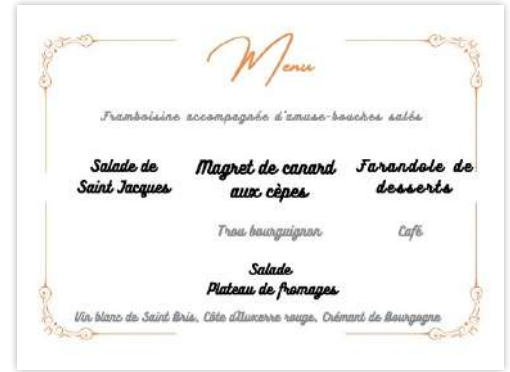 Menu
Framboisine accompagnée d'amuse-bouches salés
Salade de
Saint Jacques
Magret de canard
aux cèpes
Farandole de
desserts
Trou bourguignon
Café
Salade
Plateau de fromages
Vin blanc de Saint Bris, Côte d'Auxerre rouge, Crémant de Bourgogne